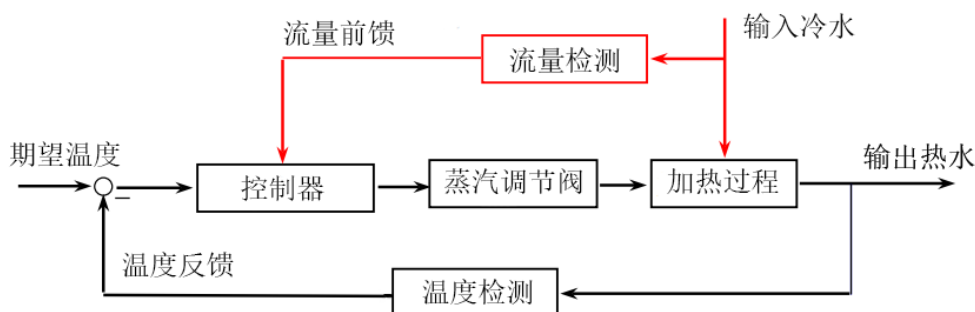 流量前馈
输入冷水
流量检测
期望温度
输出热水
控制器
蒸汽调节阀
加热过程
温度反馈
温度检测